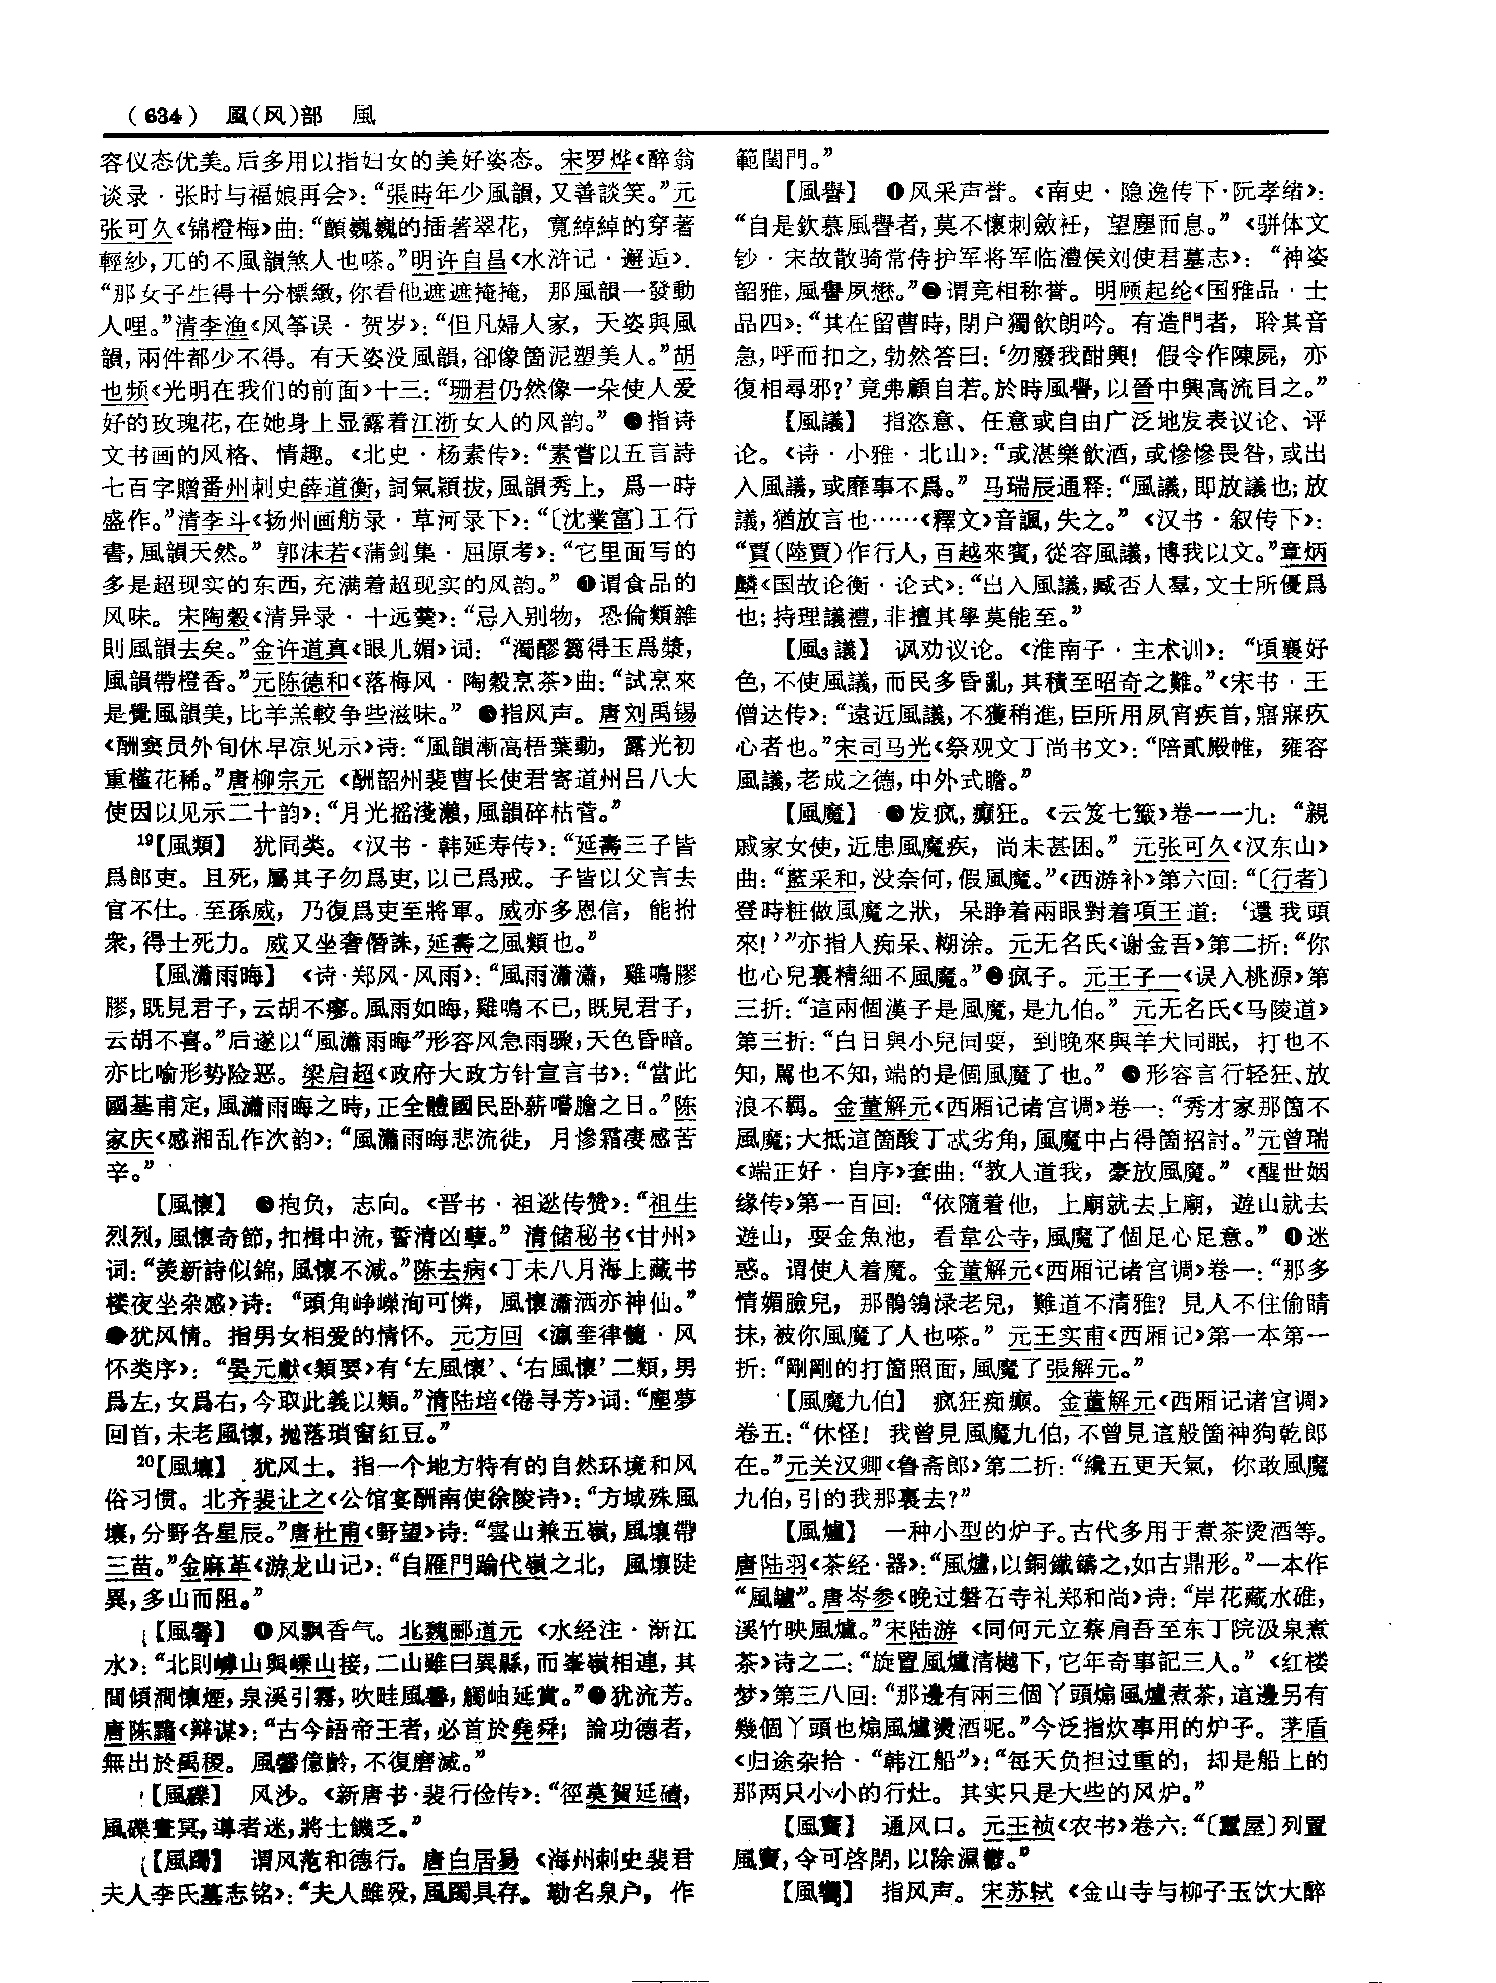 （634） 風(风)部 風
容仪态优美。后多用以指妇女的美好姿态。宋罗烨《醉翁
谈录·张时与福娘再会》：“張時年少風韻，又善談笑。”元
张可久《锦橙梅》曲：“顫巍巍的插着翠花，寬綽綽的穿著
輕紗，兀的不風韻煞人也嗏。”明许自昌《水浒记·邂逅》．
“那女子生得十分標緻，你看他遮遮掩掩，那風韻一發動
人哩。”清李渔《风筝误·贺岁》：“但凡婦人家，天姿與風
韻，兩件都少不得。有天姿没風韻，卻像箇泥塑美人。”胡
也频《光明在我们的前面》十三：“珊君仍然像一朵使人爱
好的玫瑰花，在她身上显露着江浙女人的风韵。”❸指诗
文书画的风格、情趣。《北史·杨素传》：“素嘗以五言詩
七百字贈番州刺史薛道衡，詞氣穎拔，風韻秀上，爲一時
盛作。”清李斗《扬州画舫录·草河录下》：“〔沈業富〕工行
書，風韻天然。”郭沫若《蒲剑集·屈原考》：“它里面写的
多是超现实的东西，充满着超现实的风韵。”❹谓食品的
风味。宋陶穀《清异录·十远羹》：“忌入别物，恐倫類雜
則風韻去矣。”金许道真《眼儿媚》词：“濁醪篘得玉爲漿，
風韻帶橙香。”元陈德和《落梅风·陶穀烹茶》曲：“試烹來
是覺風韻美，比羊羔較争些滋味。”❺指风声。唐刘禹锡
《酬窦员外旬休早凉见示》诗：“風韻漸高梧葉動，露光初
重槿花稀。”唐柳宗元《酬韶州裴曹长使君寄道州吕八大
使因以见示二十韵》：“月光摇淺瀨，風韻碎枯菅。”
19【風類】 犹同类。《汉书·韩延寿传》：“延壽三子皆
爲郎吏。且死，屬其子勿爲吏，以己爲戒。子皆以父言去
官不仕。至孫威，乃復爲吏至將軍。威亦多恩信，能拊
衆，得士死力。威又坐奢僭誅，延壽之風類也。”
【風瀟雨晦】 《诗·郑风·风雨》：“風雨瀟瀟，雞鳴膠
膠，既見君子，云胡不瘳。風雨如晦，雞鳴不已，既見君子，
云胡不喜。”后遂以“風瀟雨晦”形容风急雨骤，天色昏暗。
亦比喻形势险恶。梁启超《政府大政方针宣言书》：“當此
國基甫定，風瀟雨晦之時，正全體國民卧薪嚐膽之日。”陈
家庆《感湘乱作次韵》：“風瀟雨晦悲流徙，月慘霜凄感苦
辛。”
【風懷】 ❶抱负，志向。《晋书·祖逖传赞》：“祖生
烈烈，風懷奇節，扣楫中流，誓清凶孽。”清储秘书《甘州》
词：“羡新詩似錦，風懷不減。”陈去病《丁未八月海上藏书
楼夜坐杂感》诗：“頭角崢嶸洵可憐，風懷瀟洒亦神仙。”
❷犹风情。指男女相爱的情怀。元方回《瀛奎律髓·风
怀类序》：“晏元獻《類要》有‘左風懷’、‘右風懷’二類，男
爲左，女爲右，今取此義以類。”清陆培《倦寻芳》词：“塵夢
回首，未老風懷，抛落瑣窗紅豆。”
20【風壤】 犹风土。指一个地方特有的自然环境和风
俗习惯。北齐裴让之《公馆宴酬南使徐陵诗》：“方域殊風
壤，分野各星辰。”唐杜甫《野望》诗：“雲山兼五嶺，風壤帶
三苗。”金麻革《游龙山记》：“自雁門踰代嶺之北，風壤陡
異，多山而阻。”
【風馨】 ❶风飘香气。北魏郦道元《水经注·渐江
水》：“北則嶀山與嵊山接，二山雖曰異縣，而峯嶺相連，其
間傾澗懷煙，泉溪引霧，吹畦風馨，觸岫延賞。”❷犹流芳。
唐陈黯《辩谋》：“古今語帝王者，必首於堯舜；論功德者，
無出於禹稷。風馨億齡，不復磨滅。”
【風礫】 风沙。《新唐书·裴行俭传》：“徑莫賀延磧，
風礫晝冥，導者迷，將士饑乏。”
【風躅】 谓风范和德行。唐白居易《海州刺史裴君
夫人李氏墓志铭》：“夫人雖殁，風躅具存。勒名泉户，作
範閨門。”
【風譽】 ❶风采声誉。《南史·隐逸传下·阮孝绪》：
“自是欽慕風譽者，莫不懷刺斂衽，望塵而息。”《骈体文
钞·宋故散骑常侍护军将军临澧侯刘使君墓志》：“神姿
韶雅，風譽夙懋。”❷谓竞相称誉。明顾起纶《国雅品·士
品四》：“其在留曹時，閉户獨飲朗吟。有造門者，聆其音
急，呼而扣之，勃然答曰：‘勿廢我酣興！假令作陳屍，亦
復相尋邪？’竟弗顧自若。於時風譽，以晉中興高流目之。”
【風議】 指恣意、任意或自由广泛地发表议论、评
论。《诗·小雅·北山》：“或湛樂飲酒，或慘慘畏咎，或出
入風議，或靡事不爲。”马瑞辰通释：“風議，即放議也；放
議，猶放言也……《釋文》音諷，失之。”《汉书·叙传下》：
“賈（陸賈）作行人，百越來賓，從容風議，博我以文。”章炳
麟《国故论衡·论式》：“出入風議，臧否人羣，文士所優爲
也；持理議禮，非擅其學莫能至。”
【風3議】 讽劝议论。《淮南子·主术训》：“頃襄好
色，不使風議，而民多昏亂，其積至昭奇之難。”《宋书·王
僧达传》：“遠近風議，不獲稍進，臣所用夙宵疾首，寤寐疚
心者也。”宋司马光《祭观文丁尚书文》：“陪貳殿帷，雍容
風議，老成之德，中外式瞻。”
【風魔】 ❶发疯，癫狂。《云笈七籤》卷一一九：“親
戚家女使，近患風魔疾，尚未甚困。”元张可久《汉东山》
曲：“藍采和，没奈何，假風魔。”《西游补》第六回：“〔行者〕
登時粧做風魔之狀，呆睁着兩眼對着項王道：‘還我頭
來！’”亦指人痴呆、糊涂。元无名氏《谢金吾》第二折：“你
也心兒裏精細不風魔。”❷疯子。元王子一《误入桃源》第
三折：“這兩個漢子是風魔，是九伯。”元无名氏《马陵道》
第三折：“白日與小兒同耍，到晚來與羊犬同眠，打也不
知，罵也不知，端的是個風魔了也。”❸形容言行轻狂、放
浪不羁。金董解元《西厢记诸宫调》卷一：“秀才家那箇不
風魔；大抵這箇酸丁忒劣角，風魔中占得箇招討。”元曾瑞
《端正好·自序》套曲：“教人道我，豪放風魔。”《醒世姻
缘传》第一百回：“依隨着他，上廟就去上廟，遊山就去
遊山，耍金魚池，看韋公寺，風魔了個足心足意。”❹迷
惑。谓使人着魔。金董解元《西厢记诸宫调》卷一：“那多
情媚臉兒，那鶻鴒渌老兒，難道不清雅？見人不住偷睛
抹，被你風魔了人也嗏。”元王实甫《西厢记》第一本第一
折：“剛剛的打箇照面，風魔了張解元。”
【風魔九伯】 疯狂痴癫。金董解元《西厢记诸宫调》
卷五：“休怪！我曾見風魔九伯，不曾見這般箇神狗乾郎
在。”元关汉卿《鲁斋郎》第二折：“纔五更天氣，你敢風魔
九伯，引的我那裏去？”
【風爐】 一种小型的炉子。古代多用于煮茶烫酒等。
唐陆羽《茶经·器》：“風爐，以銅鐵鑄之，如古鼎形。”一本作
“風鑪”。唐岑参《晚过磐石寺礼郑和尚》诗：“岸花藏水碓，
溪竹映風爐。”宋陆游《同何元立蔡肩吾至东丁院汲泉煮
茶》诗之二：“旋置風爐清樾下，它年奇事記三人。”《红楼
梦》第三八回：“那邊有兩三個丫頭煽風爐煮茶，這邊另有
幾個丫頭也煽風爐燙酒呢。”今泛指炊事用的炉子。茅盾
《归途杂拾·“韩江船”》：“每天负担过重的，却是船上的
那两只小小的行灶。其实只是大些的风炉。”
【風竇】 通风口。元王祯《农书》卷六：“〔蠶屋〕列置
風竇，令可啓閉，以除濕鬱。”
【風響】 指风声。宋苏轼《金山寺与柳子玉饮大醉